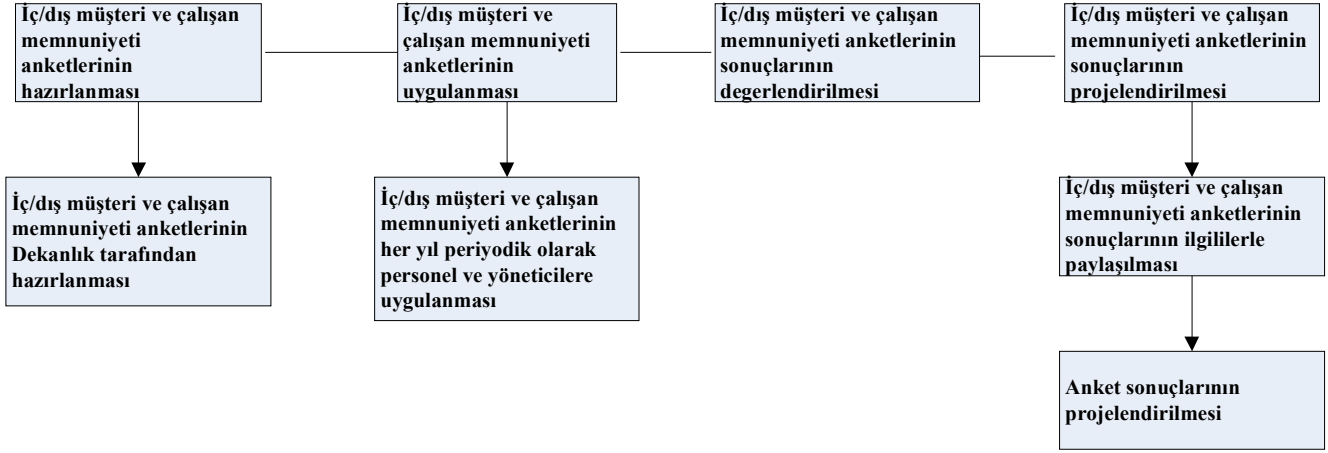 İç/dış müşteri ve çalışan
memnuniyeti
anketlerinin
hazırlanması
İç/dış müşteri ve
çalışan memnuniyeti
anketlerinin
uygulanması
İç/dış müşteri ve çalışan
memnuniyeti anketlerinin
sonuçlarının
degerlendirilmesi
İç/dış müşteri ve çalışan
memnuniyeti anketlerinin
sonuçlarının
projelendirilmesi
İç/dış müşteri ve çalışan
memnuniyeti anketlerinin
Dekanlık tarafından
hazırlanması
İç/dış müşteri ve çalışan
memnuniyeti anketlerinin
her yıl periyodik olarak
personel ve yöneticilere
uygulanması
İç/dış müşteri ve çalışan
memnuniyeti anketlerinin
sonuçlarının ilgililerle
paylaşılması
Anket sonuçlarının
projelendirilmesi